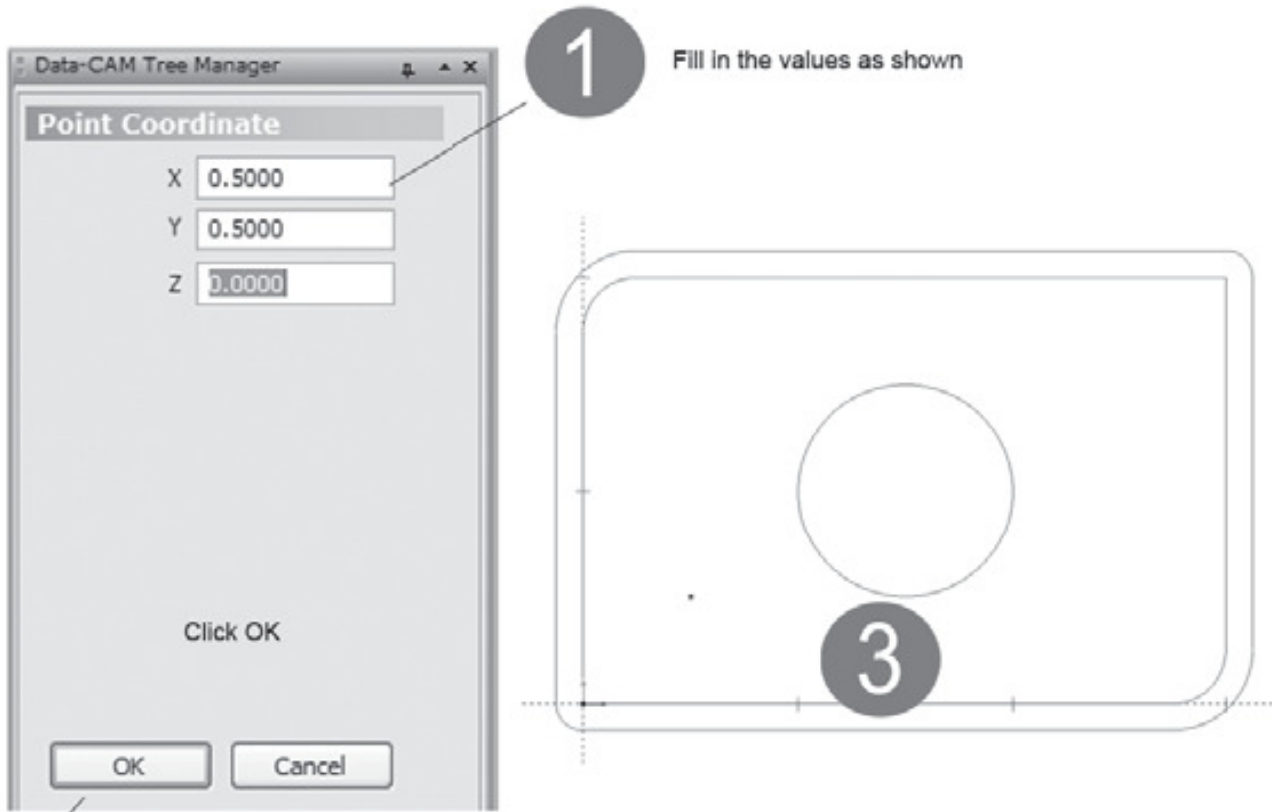 Data-CAM Tree Manager
1
Fill in the values as shown
Point Coordinate
X 0.5000
Y 0.5000
Z 0.0000
Click OK
3
OK Cancel